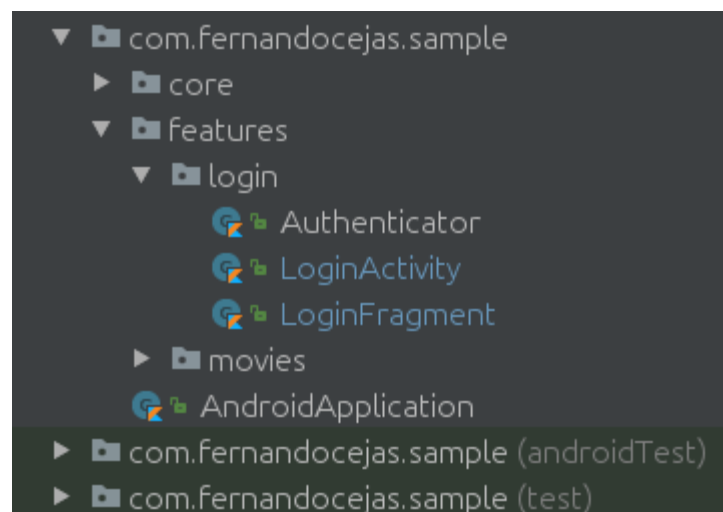 com.fernandocejas.sample
core
features
login
Authenticator
LoginActivity
LoginFragment
movies
AndroidApplication
com.fernandocejas.sample (androidTest)
com.fernandocejas.sample (test)